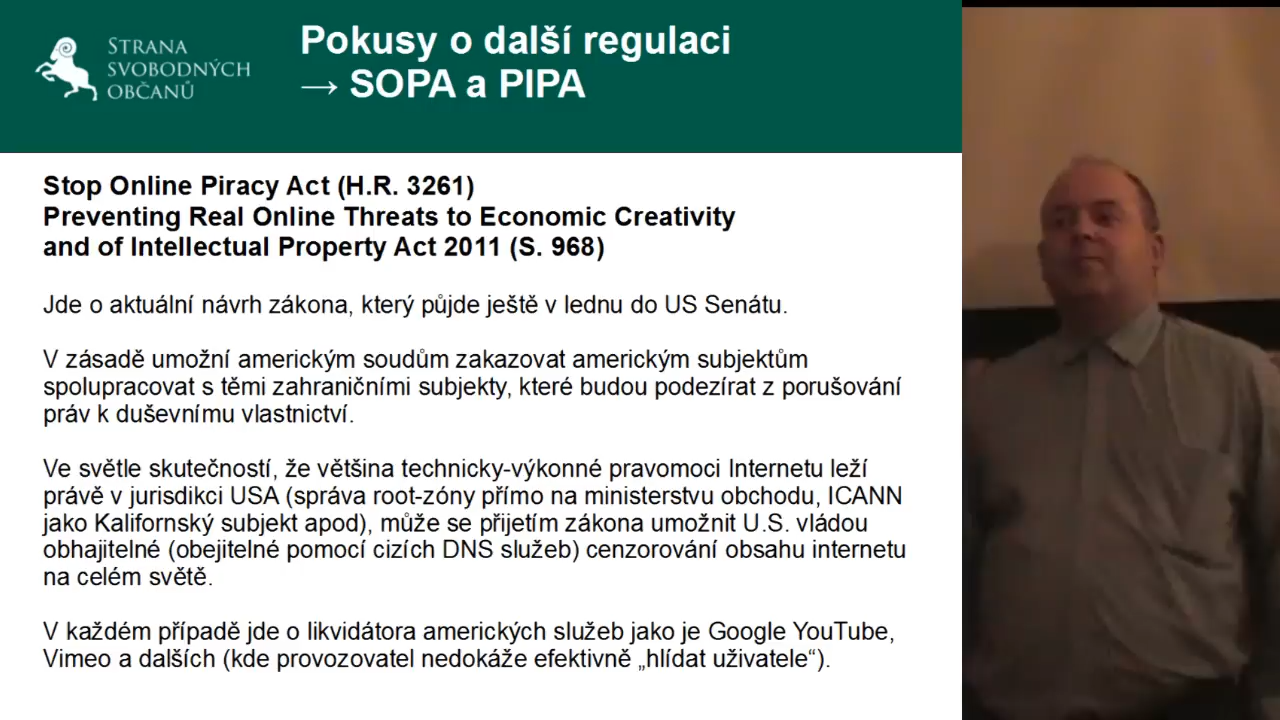 STRANA
SVOBODNÝCH
OBČANŮ
Pokusy o další regulaci
→ SOPA a PIPA
Stop Online Piracy Act (H.R. 3261)
Preventing Real Online Threats to Economic Creativity
and of Intellectual Property Act 2011 (S. 968)
Jde o aktuální návrh zákona, který půjde ještě v lednu do US Senátu.
V zásadě umožní americkým soudům zakazovat americkým subjektům
spolupracovat s těmi zahraničními subjekty, které budou podezírat z porušování
práv k duševnímu vlastnictví.
Ve světle skutečností, že většina technicky-výkonné pravomoci Internetu leží
právě v jurisdikci USA (správa root-zóny přímo na ministerstvu obchodu, ICANN
jako Kalifornský subjekt apod), může se přijetím zákona umožnit U.S. vládou
obhajitelné (obejitelné pomocí cizích DNS služeb) cenzorování obsahu internetu
na celém světě.
V každém případě jde o likvidátora amerických služeb jako je Google YouTube,
Vimeo a dalších (kde provozovatel nedokáže efektivně „hlídat uživatele“).